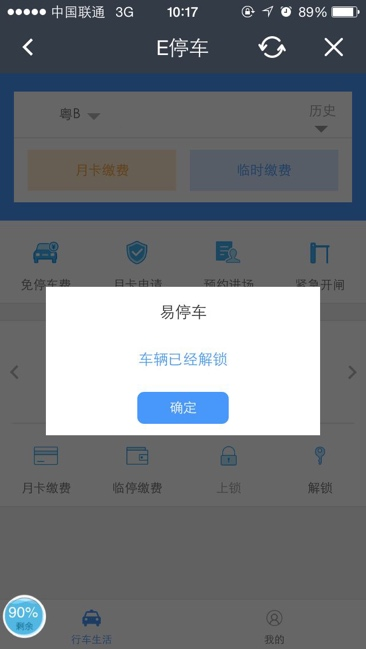 中国联通 3G 10:17 89%
E停车
粤B 历史
月卡缴费 临时缴费
免停车费 月卡申请 预约进场 紧急开闸
易停车
车辆已经解锁
确定
月卡缴费 临停缴费 上锁 解锁
90%
剩余
行车生活 我的